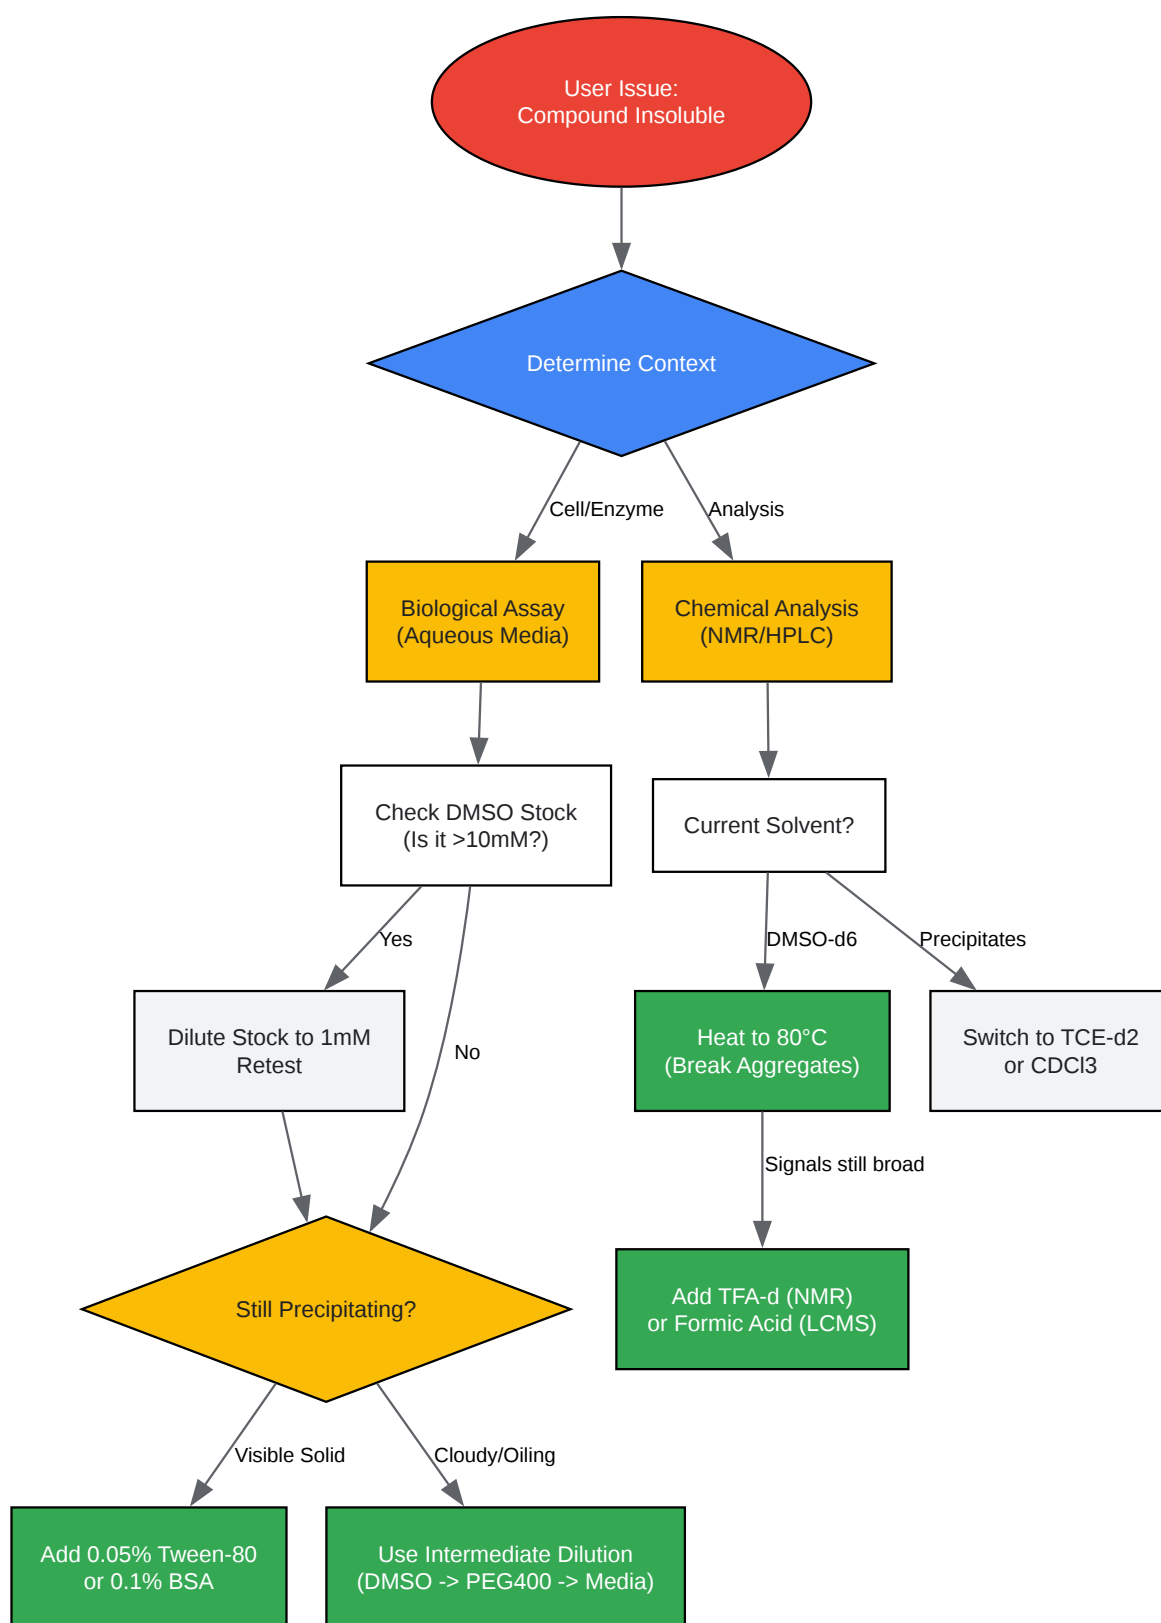 User Issue:
Compound Insoluble
Determine Context
Cell/Enzyme
Analysis
Biological Assay
(Aqueous Media)
Chemical Analysis
(NMR/HPLC)
Check DMSO Stock
(Is it >10mM?)
Current Solvent?
Yes
No
DMSO-d6
Precipitates
Dilute Stock to 1mM
Retest
Heat to 80°C
(Break Aggregates)
Switch to TCE-d2
or CDCl3
Signals still broad
Still Precipitating?
Add TFA-d (NMR)
or Formic Acid (LCMS)
Visible Solid
Cloudy/Oiling
Add 0.05% Tween-80
or 0.1% BSA
Use Intermediate Dilution
(DMSO -> PEG400 -> Media)